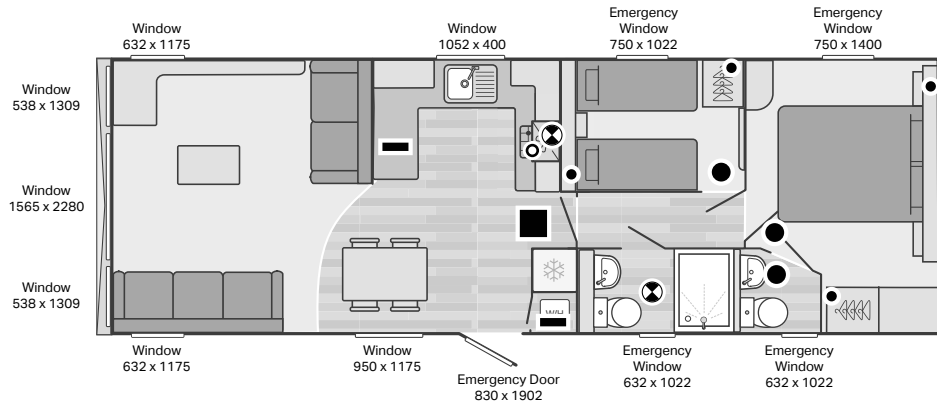 Window
632 x 1175
Window
1052 x 400
Emergency
Window
750 x 1022
Emergency
Window
750 x 1400
Window
538 x 1309
Window
1565 x 2280
Window
538 x 1309
Window
632 x 1175
Window
950 x 1175
Emergency Door
830 x 1902
Emergency
Window
632 x 1022
Emergency
Window
632 x 1022